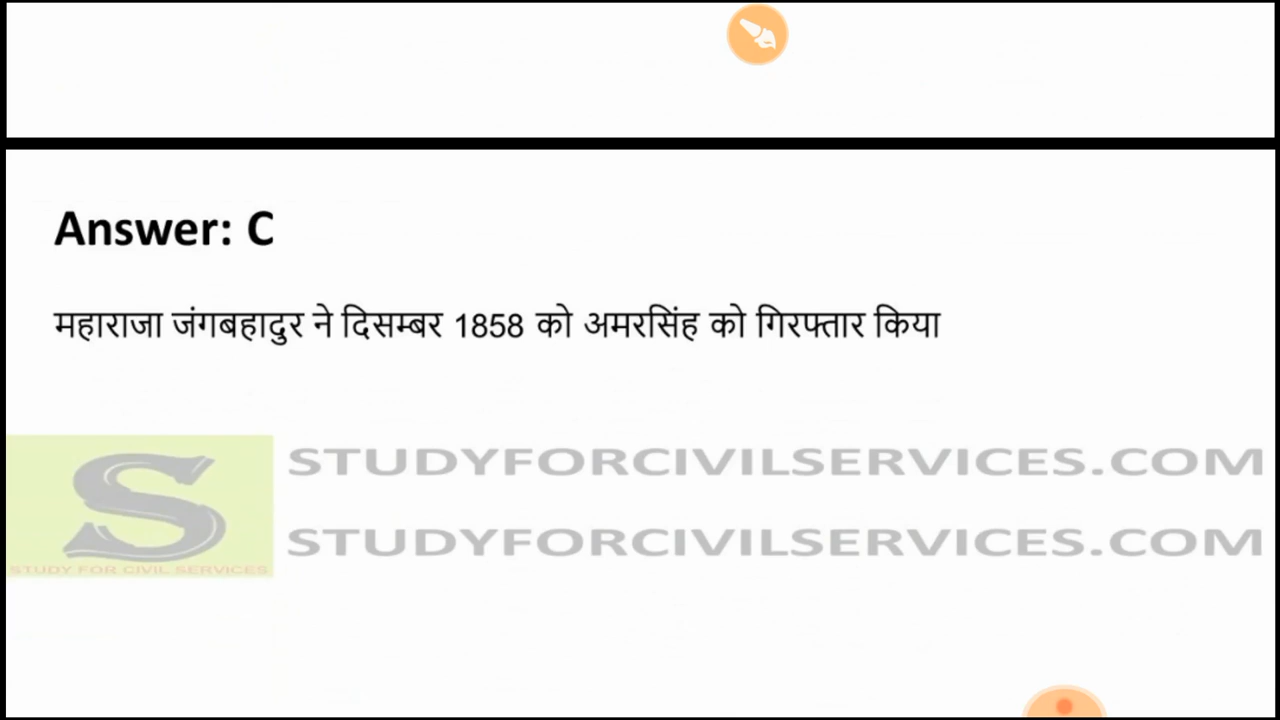 Answer: C
महाराजा जंगबहादुर ने दिसम्बर 1858 को अमरसिंह को गिरफ्तार किया
STUDYFORCIVILSERVICES.COM
S
STUDYFORCIVILSERVICES.COM
STUDY FOR CIVIL SERVICES